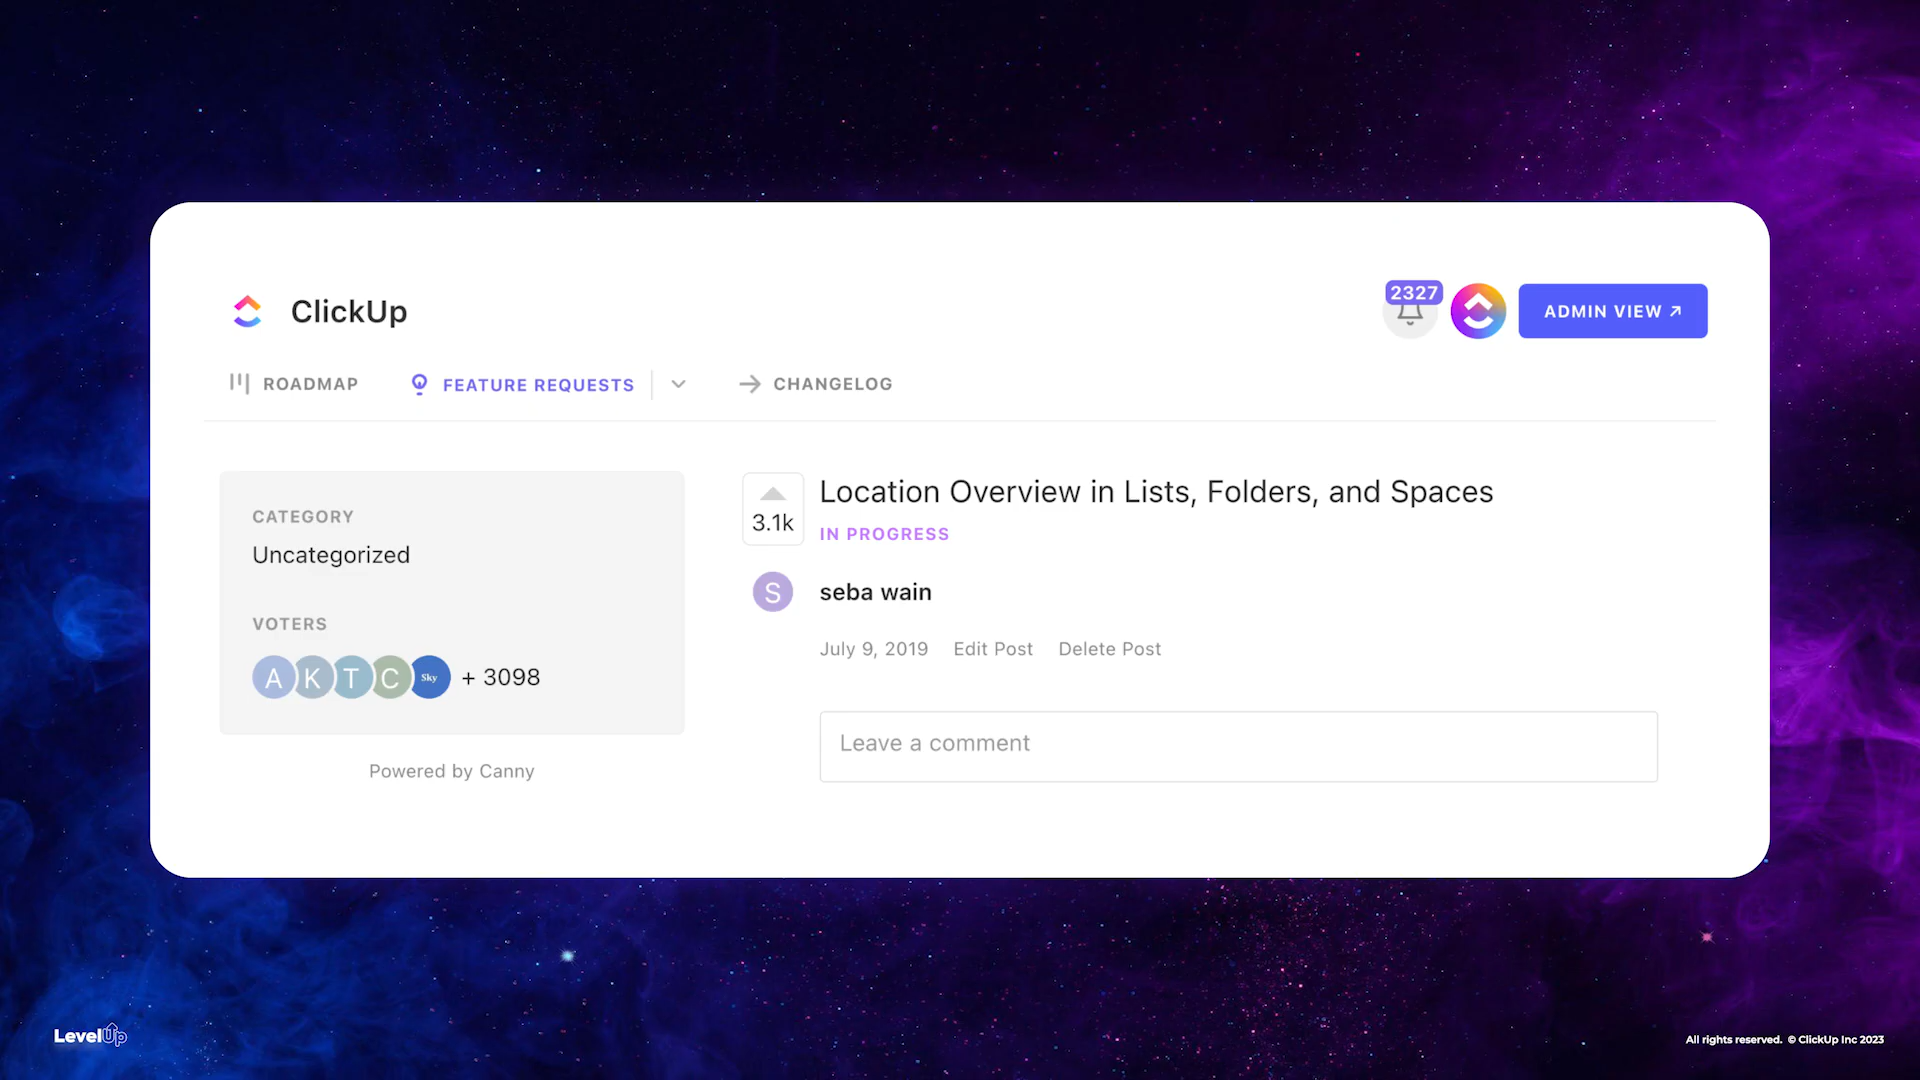 ClickUp
2327
ADMIN VIEW
ROADMAP
FEATURE REQUESTS
CHANGELOG
CATEGORY
Uncategorized
VOTERS
A K T C Sky + 3098
Powered by Canny
3.1k
Location Overview in Lists, Folders, and Spaces
IN PROGRESS
S
seba wain
July 9, 2019 Edit Post Delete Post
Leave a comment
LevelUp
All rights reserved. © ClickUp Inc 2023